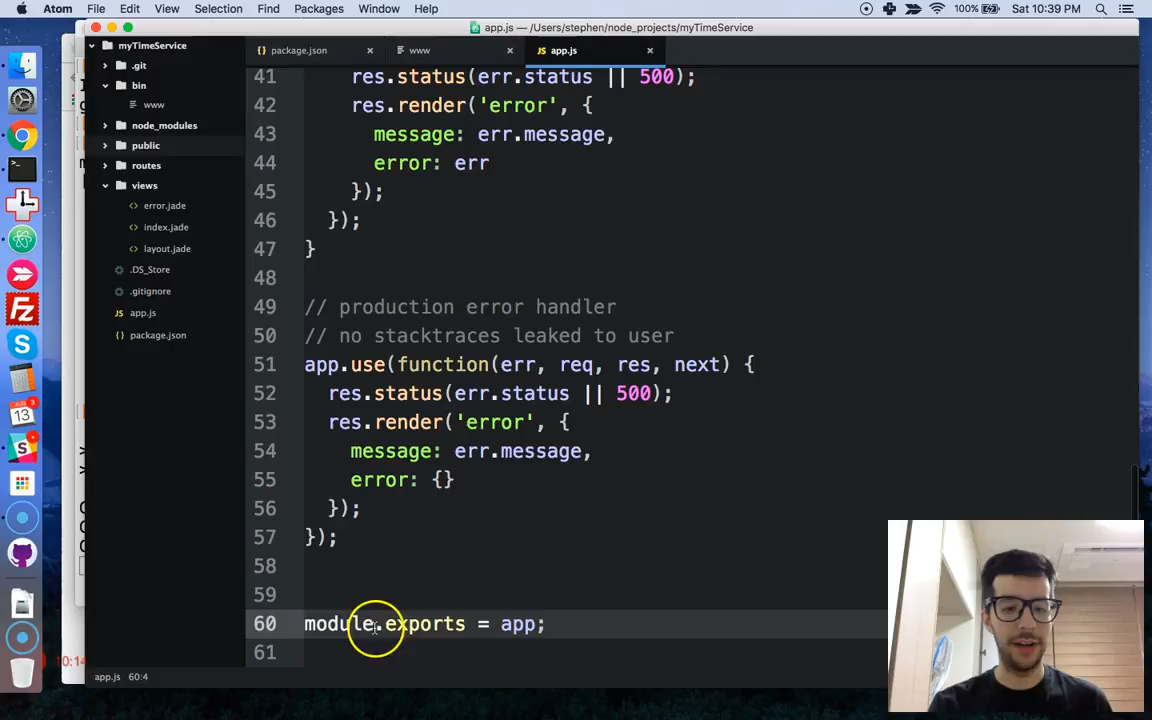 Atom File Edit View Selection Find Packages Window Help 100% Sat 10:39 PM
app.js — /Users/stephen/node_projects/myTimeService
myTimeService
.git
bin
www
node_modules
public
routes
views
error.jade
index.jade
layout.jade
.DS_Store
.gitignore
app.js
package.json
package.json www app.js
41 res.status(err.status || 500);
42 res.render('error', {
43 message: err.message,
44 error: err
45 });
46 });
47 }
48
49 // production error handler
50 // no stacktraces leaked to user
51 app.use(function(err, req, res, next) {
52 res.status(err.status || 500);
53 res.render('error', {
54 message: err.message,
55 error: {}
56 });
57 });
58
59
60 module.exports = app;
61
app.js 60:4
10:14
AUG
13
3